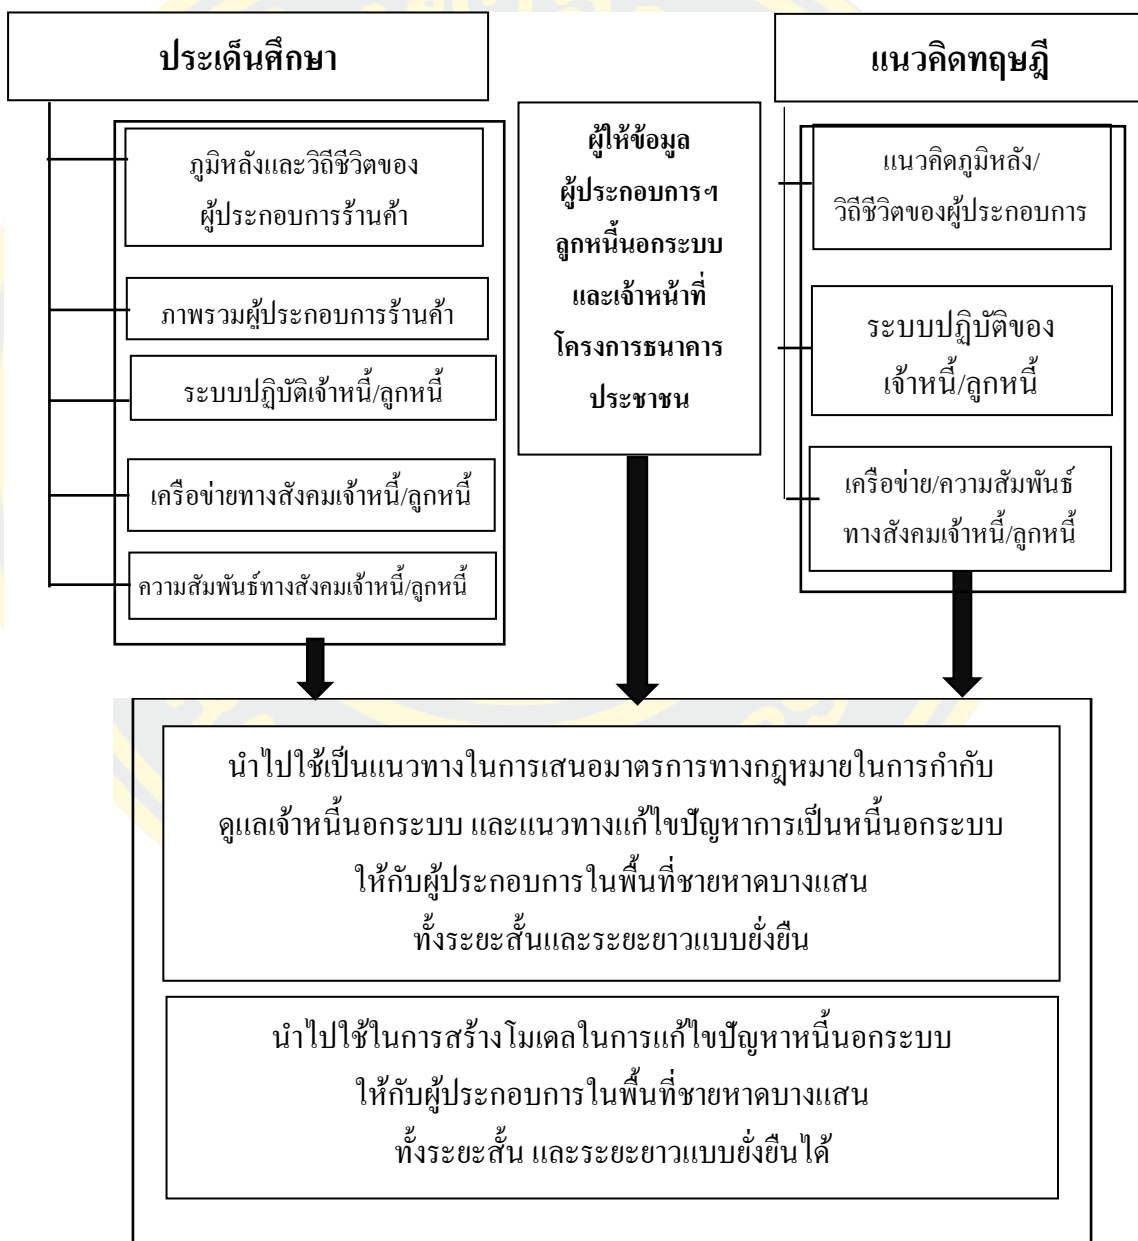 ประเด็นศึกษา
ภูมิหลังและวิถีชีวิตของ
ผู้ประกอบการร้านค้า
ภาพรวมผู้ประกอบการร้านค้า
ระบบปฏิบัติเจ้าหนี้/ลูกหนี้
เครือข่ายทางสังคมเจ้าหนี้/ลูกหนี้
ความสัมพันธ์ทางสังคมเจ้าหนี้/ลูกหนี้
ผู้ให้ข้อมูล
ผู้ประกอบการฯ
ลูกหนี้นอกระบบ
และเจ้าหน้าที่
โครงการธนาคาร
ประชาชน
แนวคิดทฤษฎี
แนวคิดภูมิหลัง/
วิถีชีวิตของผู้ประกอบการ
ระบบปฏิบัติของ
เจ้าหนี้/ลูกหนี้
เครือข่าย/ความสัมพันธ์
ทางสังคมเจ้าหนี้/ลูกหนี้
นำไปใช้เป็นแนวทางในการเสนอมาตรการทางกฎหมายในการกำกับ
ดูแลเจ้าหนี้นอกระบบ และแนวทางแก้ไขปัญหาการเป็นหนี้นอกระบบ
ให้กับผู้ประกอบการในพื้นที่ชายหาดบางแสน
ทั้งระยะสั้นและระยะยาวแบบยั่งยืน
นำไปใช้ในการสร้างโมเดลในการแก้ไขปัญหาหนี้นอกระบบ
ให้กับผู้ประกอบการในพื้นที่ชายหาดบางแสน
ทั้งระยะสั้น และระยะยาวแบบยั่งยืนได้